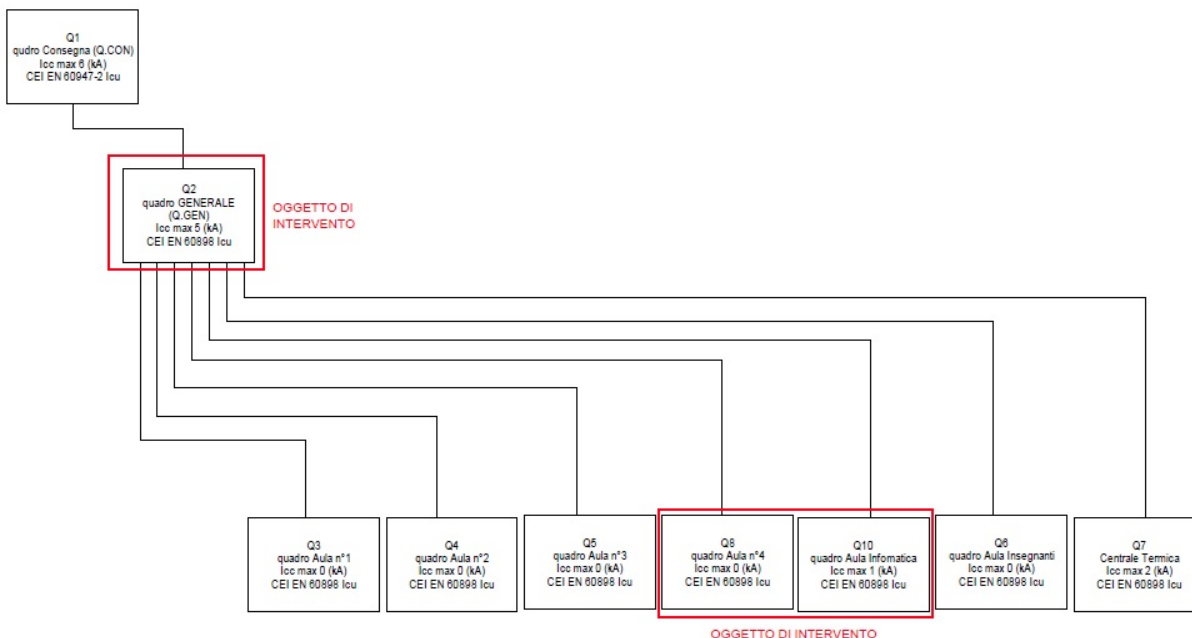 Q1
qudro Consegna (Q.CON)
Icc max 6 (kA)
CEI EN 60947-2 Icu
Q2
quadro GENERALE
(Q.GEN)
Icc max 5 (kA)
CEI EN 60898 Icu
OGGETTO DI
INTERVENTO
Q3
quadro Aula n°1
Icc max 0 (kA)
CEI EN 60898 Icu
Q4
quadro Aula n°2
Icc max 0 (kA)
CEI EN 60898 Icu
Q5
quadro Aula n°3
Icc max 0 (kA)
CEI EN 60898 Icu
Q8
quadro Aula n°4
Icc max 0 (kA)
CEI EN 60898 Icu
Q10
quadro Aula Infomatica
Icc max 1 (kA)
CEI EN 60898 Icu
Q6
quadro Aula Insegnanti
Icc max 0 (kA)
CEI EN 60898 Icu
Q7
Centrale Termica
Icc max 2 (kA)
CEI EN 60898 Icu
OGGETTO DI INTERVENTO